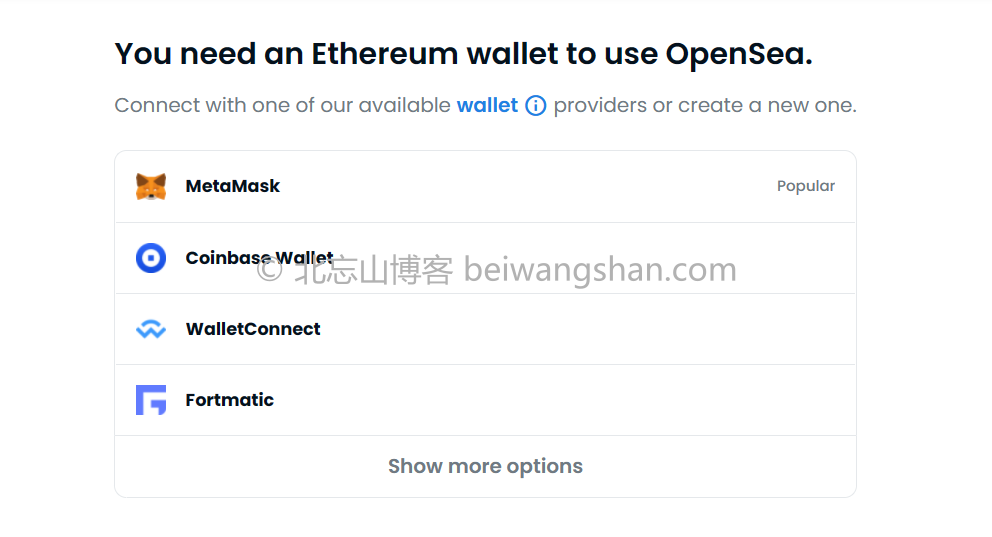 You need an Ethereum wallet to use OpenSea.
Connect with one of our available wallet providers or create a new one.
MetaMask Popular
Coinbase Wallet
© 北忘山博客 beiwangshan.com
WalletConnect
Fortmatic
Show more options